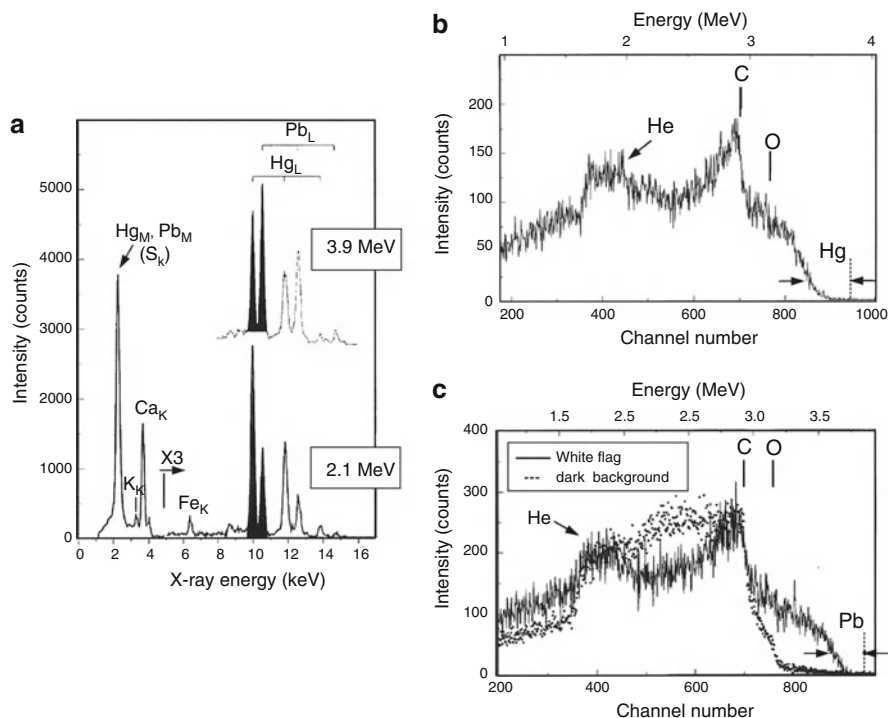 a
Intensity (counts)
5000
4000
3000
2000
1000
0
Pb_L
Hg_L
Hg_M, Pb_M
(S_k)
3.9 MeV
Ca_K
X3
K_K
Fe_K
2.1 MeV
0 2 4 6 8 10 12 14 16
X-ray energy (keV)
b
Energy (MeV)
1 2 3 4
Intensity (counts)
250
200
150
100
50
0
He
C
O
Hg
200 400 600 800 1000
Channel number
c
Energy (MeV)
1.5 2.5 2.5 3.0 3.5
Intensity (counts)
400
300
200
100
0
White flag
dark background
He
C
O
Pb
200 400 600 800
Channel number